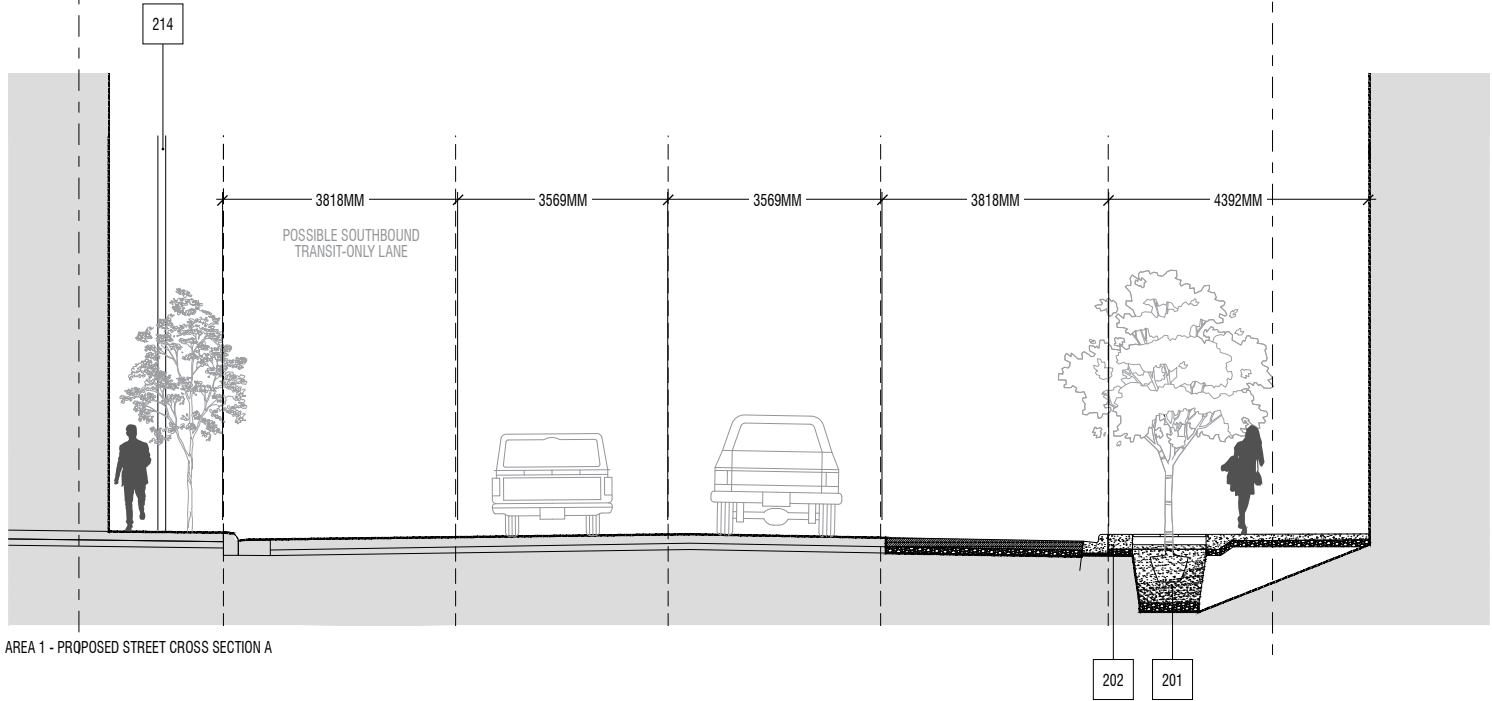 214
3818MM
3569MM
3569MM
3818MM
4392MM
POSSIBLE SOUTHBOUND
TRANSIT-ONLY LANE
AREA 1 - PROPOSED STREET CROSS SECTION A
202
201